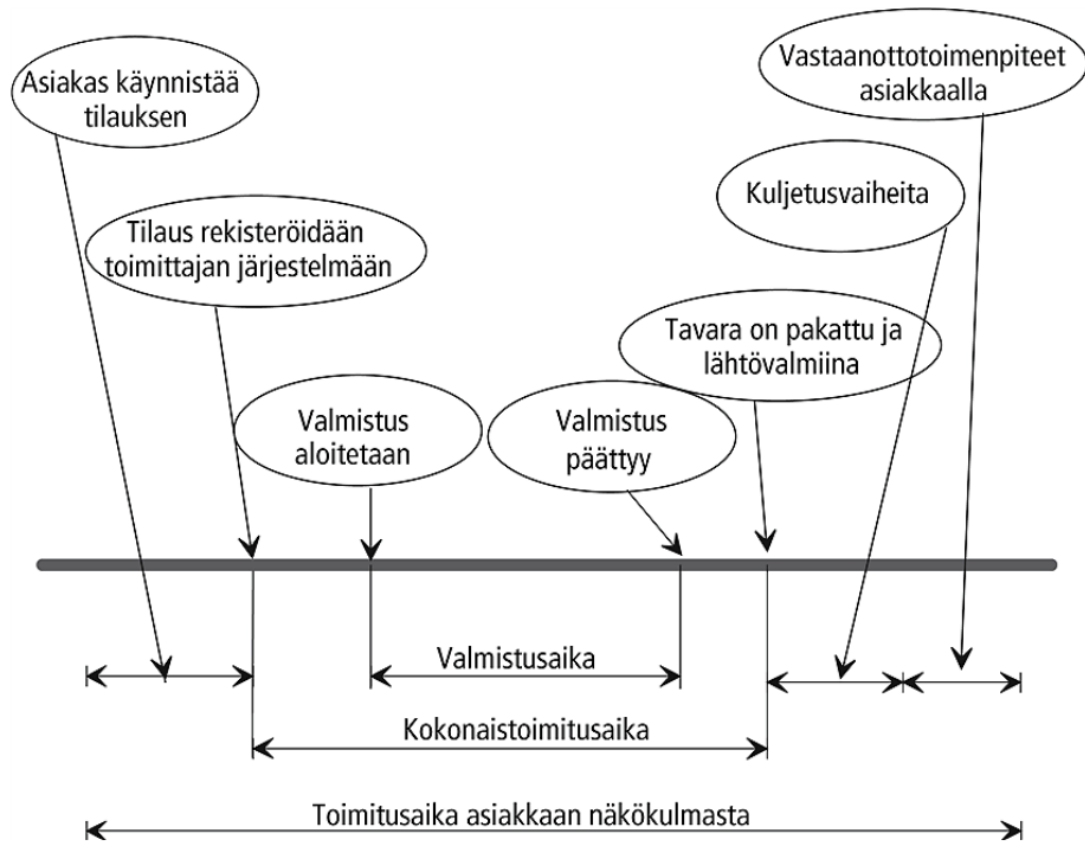 Asiakas käynnistää
tilauksen
Vastaanottotoimenpiteet
asiakkaalla
Kuljetusvaiheita
Tilaus rekisteröidään
toimittajan järjestelmään
Tavara on pakattu ja
lähtövalmiina
Valmistus
aloitetaan
Valmistus
päättyy
Valmistusaika
Kokonaistoimitusaika
Toimitusaika asiakkaan näkökulmasta